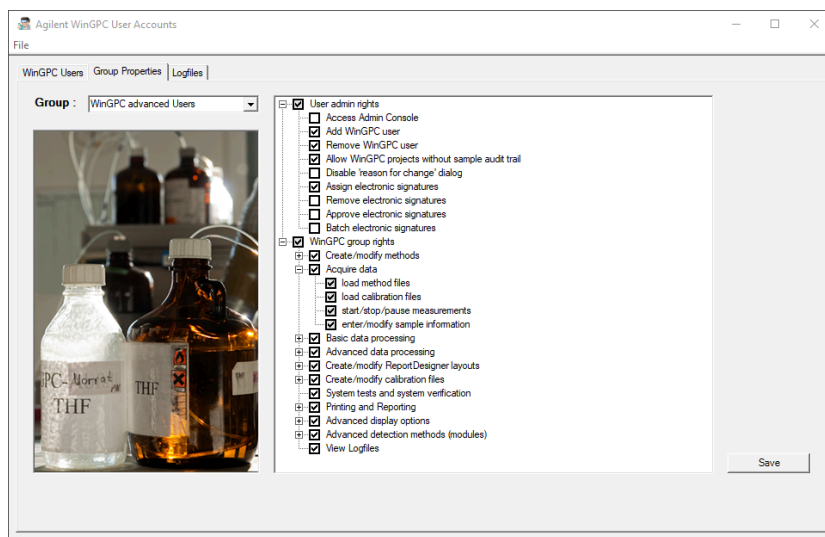 Agilent WinGPC User Accounts
File
WinGPC Users
Group Properties
Logfiles
Group :
WinGPC advanced Users
User admin rights
Access Admin Console
Add WinGPC user
Remove WinGPC user
Allow WinGPC projects without sample audit trail
Disable 'reason for change' dialog
Assign electronic signatures
Remove electronic signatures
Approve electronic signatures
Batch electronic signatures
WinGPC group rights
Create/modify methods
Acquire data
load method files
load calibration files
start/stop/pause measurements
enter/modify sample information
Basic data processing
Advanced data processing
Create/modify ReportDesigner layouts
Create/modify calibration files
System tests and system verification
Printing and Reporting
Advanced display options
Advanced detection methods (modules)
View Logfiles
THF
THF
Save